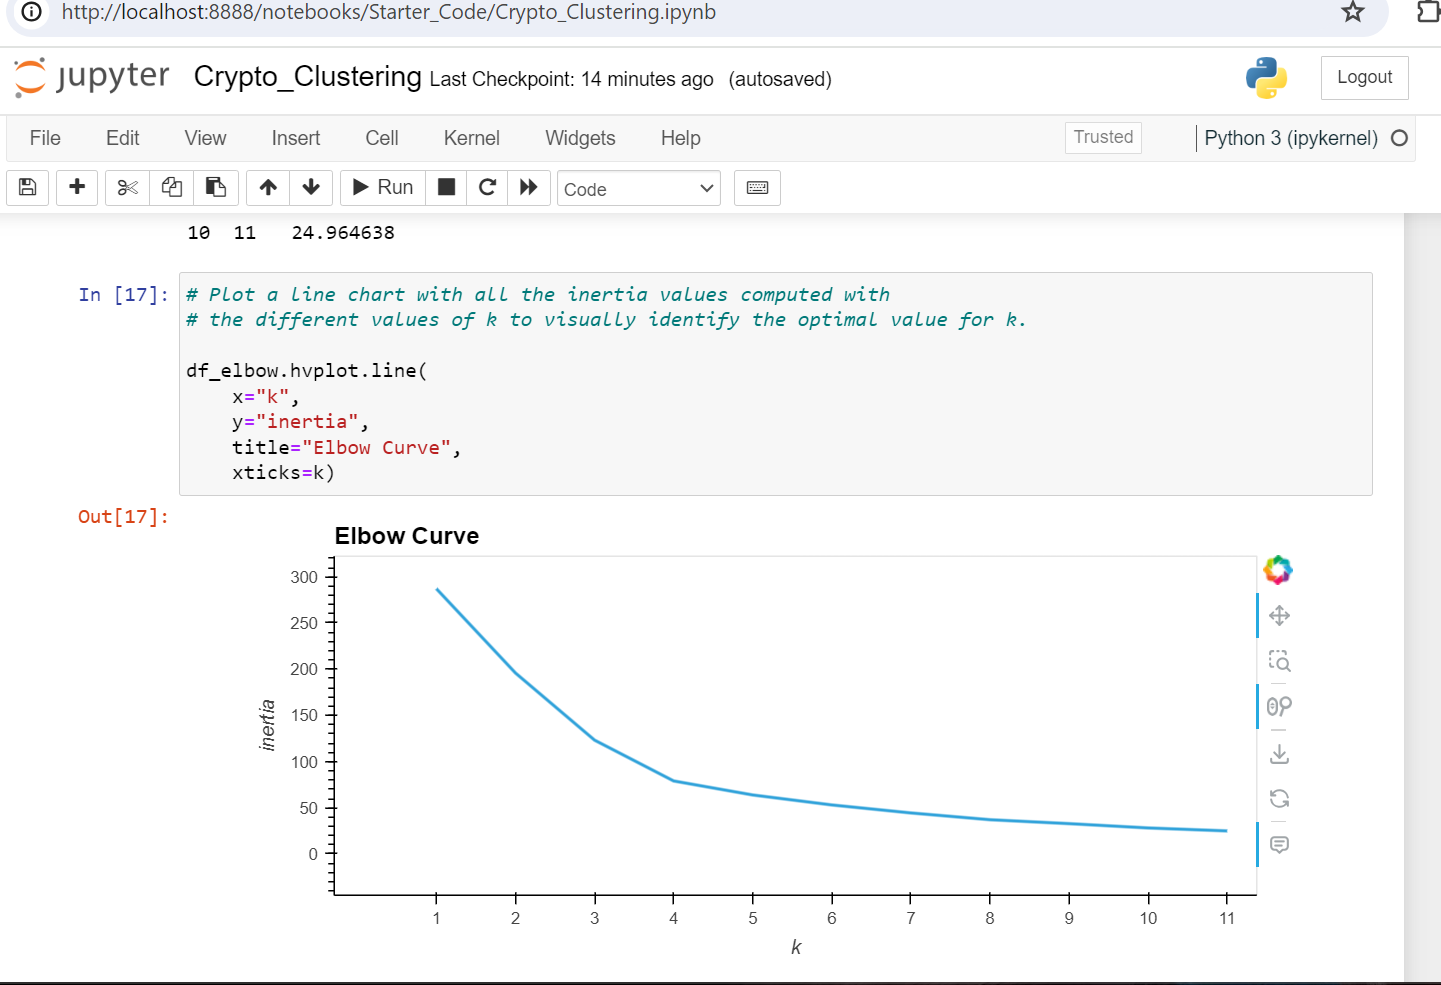 http://localhost:8888/notebooks/Starter_Code/Crypto_Clustering.ipynb
jupyter Crypto_Clustering Last Checkpoint: 14 minutes ago (autosaved)
Logout
File Edit View Insert Cell Kernel Widgets Help
Trusted
Python 3 (ipykernel)
Run
Code
10 11 24.964638
In [17]:
# Plot a line chart with all the inertia values computed with
# the different values of k to visually identify the optimal value for k.
df_elbow.hvplot.line(
    x="k",
    y="inertia",
    title="Elbow Curve",
    xticks=k)
Out[17]:
Elbow Curve
300
250
200
150
100
50
0
inertia
1 2 3 4 5 6 7 8 9 10 11
k